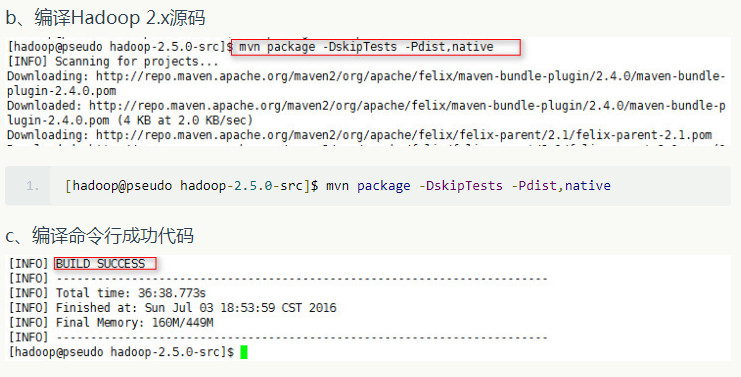 b、编译Hadoop 2.x源码
[hadoop@pseudo hadoop-2.5.0-src]$ mvn package -DskipTests -Pdist,native
[INFO] Scanning for projects...
Downloading: http://repo.maven.apache.org/maven2/org/apache/felix/maven-bundle-plugin/2.4.0/maven-bundle-
plugin-2.4.0.pom
Downloaded: http://repo.maven.apache.org/maven2/org/apache/felix/maven-bundle-plugin/2.4.0/maven-bundle-p
lugin-2.4.0.pom (4 KB at 2.0 KB/sec)
Downloading: http://repo.maven.apache.org/maven2/org/apache/felix/felix-parent/2.1/felix-parent-2.1.pom
1. [hadoop@pseudo hadoop-2.5.0-src]$ mvn package -DskipTests -Pdist,native
c、编译命令行成功代码
[INFO] BUILD SUCCESS
[INFO] ------------------------------------------------------------------------
[INFO] Total time: 36:38.773s
[INFO] Finished at: Sun Jul 03 18:53:59 CST 2016
[INFO] Final Memory: 160M/449M
[INFO] ------------------------------------------------------------------------
[hadoop@pseudo hadoop-2.5.0-src]$